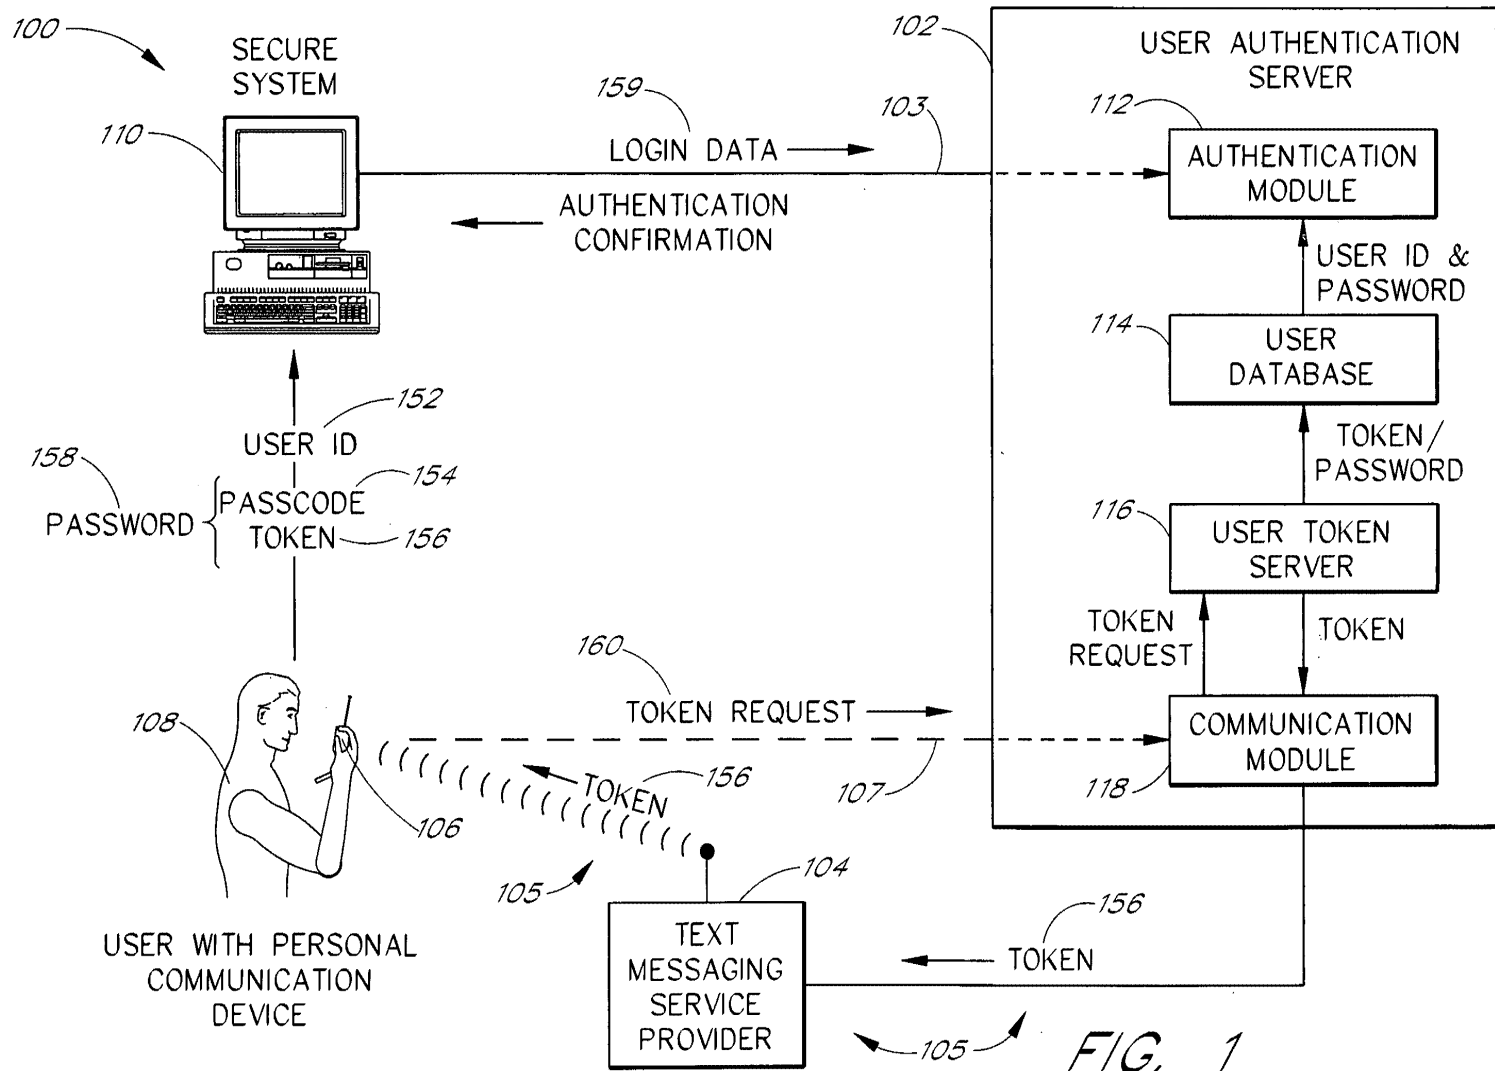 100
SECURE
SYSTEM
110
159
LOGIN DATA
103
AUTHENTICATION
CONFIRMATION
102
USER AUTHENTICATION
SERVER
112
AUTHENTICATION
MODULE
USER ID &
PASSWORD
114
USER
DATABASE
TOKEN/
PASSWORD
116
USER TOKEN
SERVER
TOKEN
REQUEST
TOKEN
COMMUNICATION
MODULE
118
152
USER ID
158
154
PASSWORD
PASSCODE
TOKEN
156
160
TOKEN REQUEST
107
108
106
TOKEN
156
105
USER WITH PERSONAL
COMMUNICATION
DEVICE
104
TEXT
MESSAGING
SERVICE
PROVIDER
156
TOKEN
105
FIG. 1